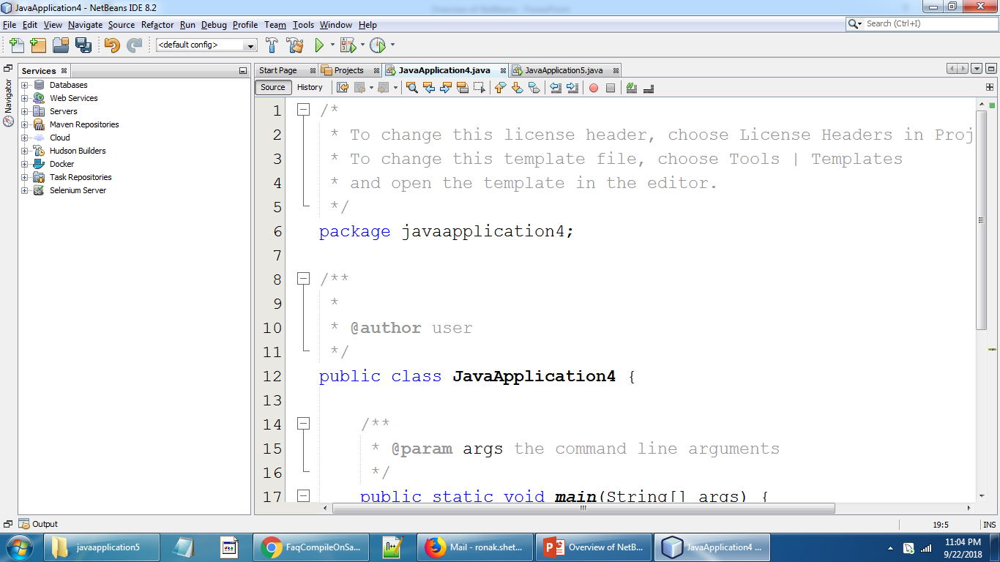 JavaApplication4 - NetBeans IDE 8.2
File Edit View Navigate Source Refactor Run Debug Profile Team Tools Window Help
Search (Ctrl+I)
<default config>
Services
Navigator
Databases
Web Services
Servers
Maven Repositories
Cloud
Hudson Builders
Docker
Task Repositories
Selenium Server
Start Page Projects JavaApplication4.java JavaApplication5.java
Source History
1 /*
2 * To change this license header, choose License Headers in Proj
3 * To change this template file, choose Tools | Templates
4 * and open the template in the editor.
5 */
6 package javaapplication4;
7
8 /**
9 *
10 * @author user
11 */
12 public class JavaApplication4 {
13
14 /**
15 * @param args the command line arguments
16 */
17 public static void main(String[] args) {
Output
19:5 INS
javaapplication5 FaqCompileOnSa... Mail - ronak.shet... Overview of NetB... JavaApplication4 ...
11:04 PM
9/22/2018